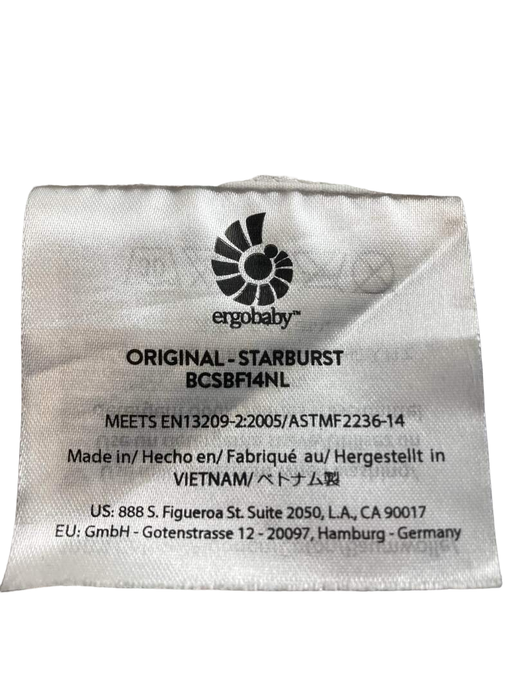 ergobaby™
ORIGINAL - STARBURST
BCSBF14NL
MEETS EN13209-2:2005/ASTMF2236-14
Made in/ Hecho en/ Fabriqué au/ Hergestellt in
VIETNAM/ ベトナム製
US: 888 S. Figueroa St. Suite 2050, L.A., CA 90017
EU: GmbH - Gotenstrasse 12 - 20097, Hamburg - Germany